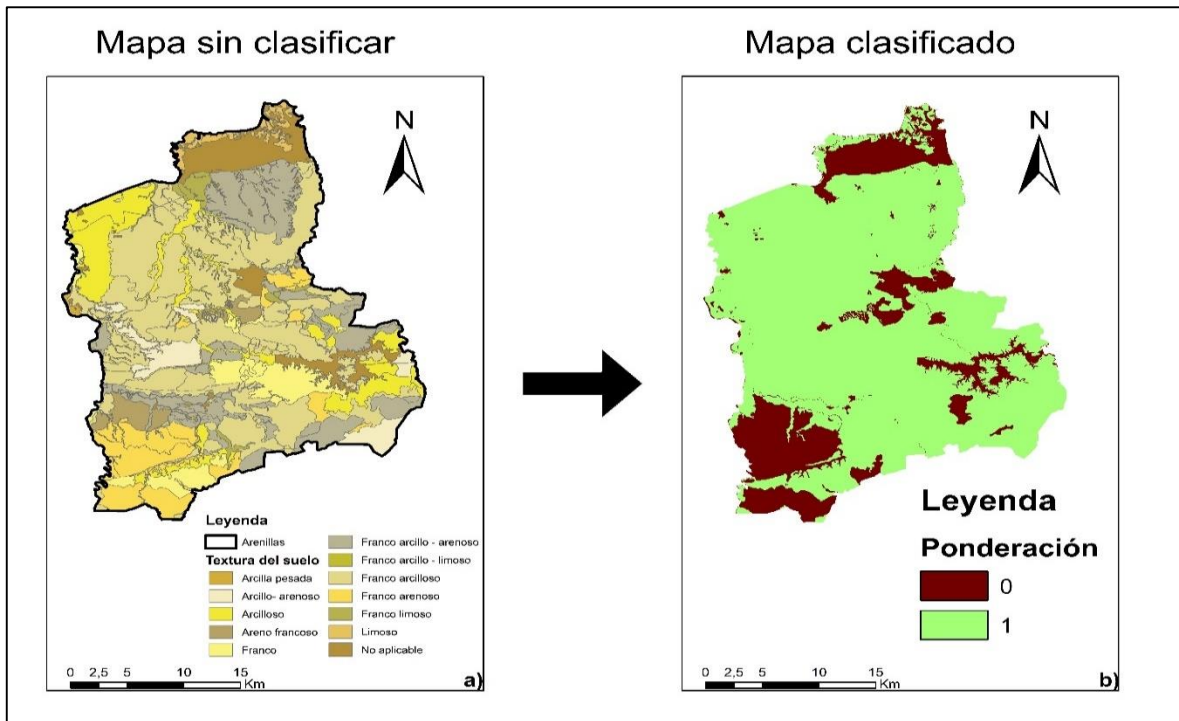 Mapa sin clasificar
N
Leyenda
Arenillas
Textura del suelo
Arcilla pesada
Arcillo- arenoso
Arcilloso
Areno francoso
Franco
Franco arcillo - arenoso
Franco arcillo - limoso
Franco arcilloso
Franco arenoso
Franco limoso
Limoso
No aplicable
0 2,5 5 10 15
Km
a)
Mapa clasificado
N
Leyenda
Ponderación
0
1
0 2,5 5 10 15
Km
b)